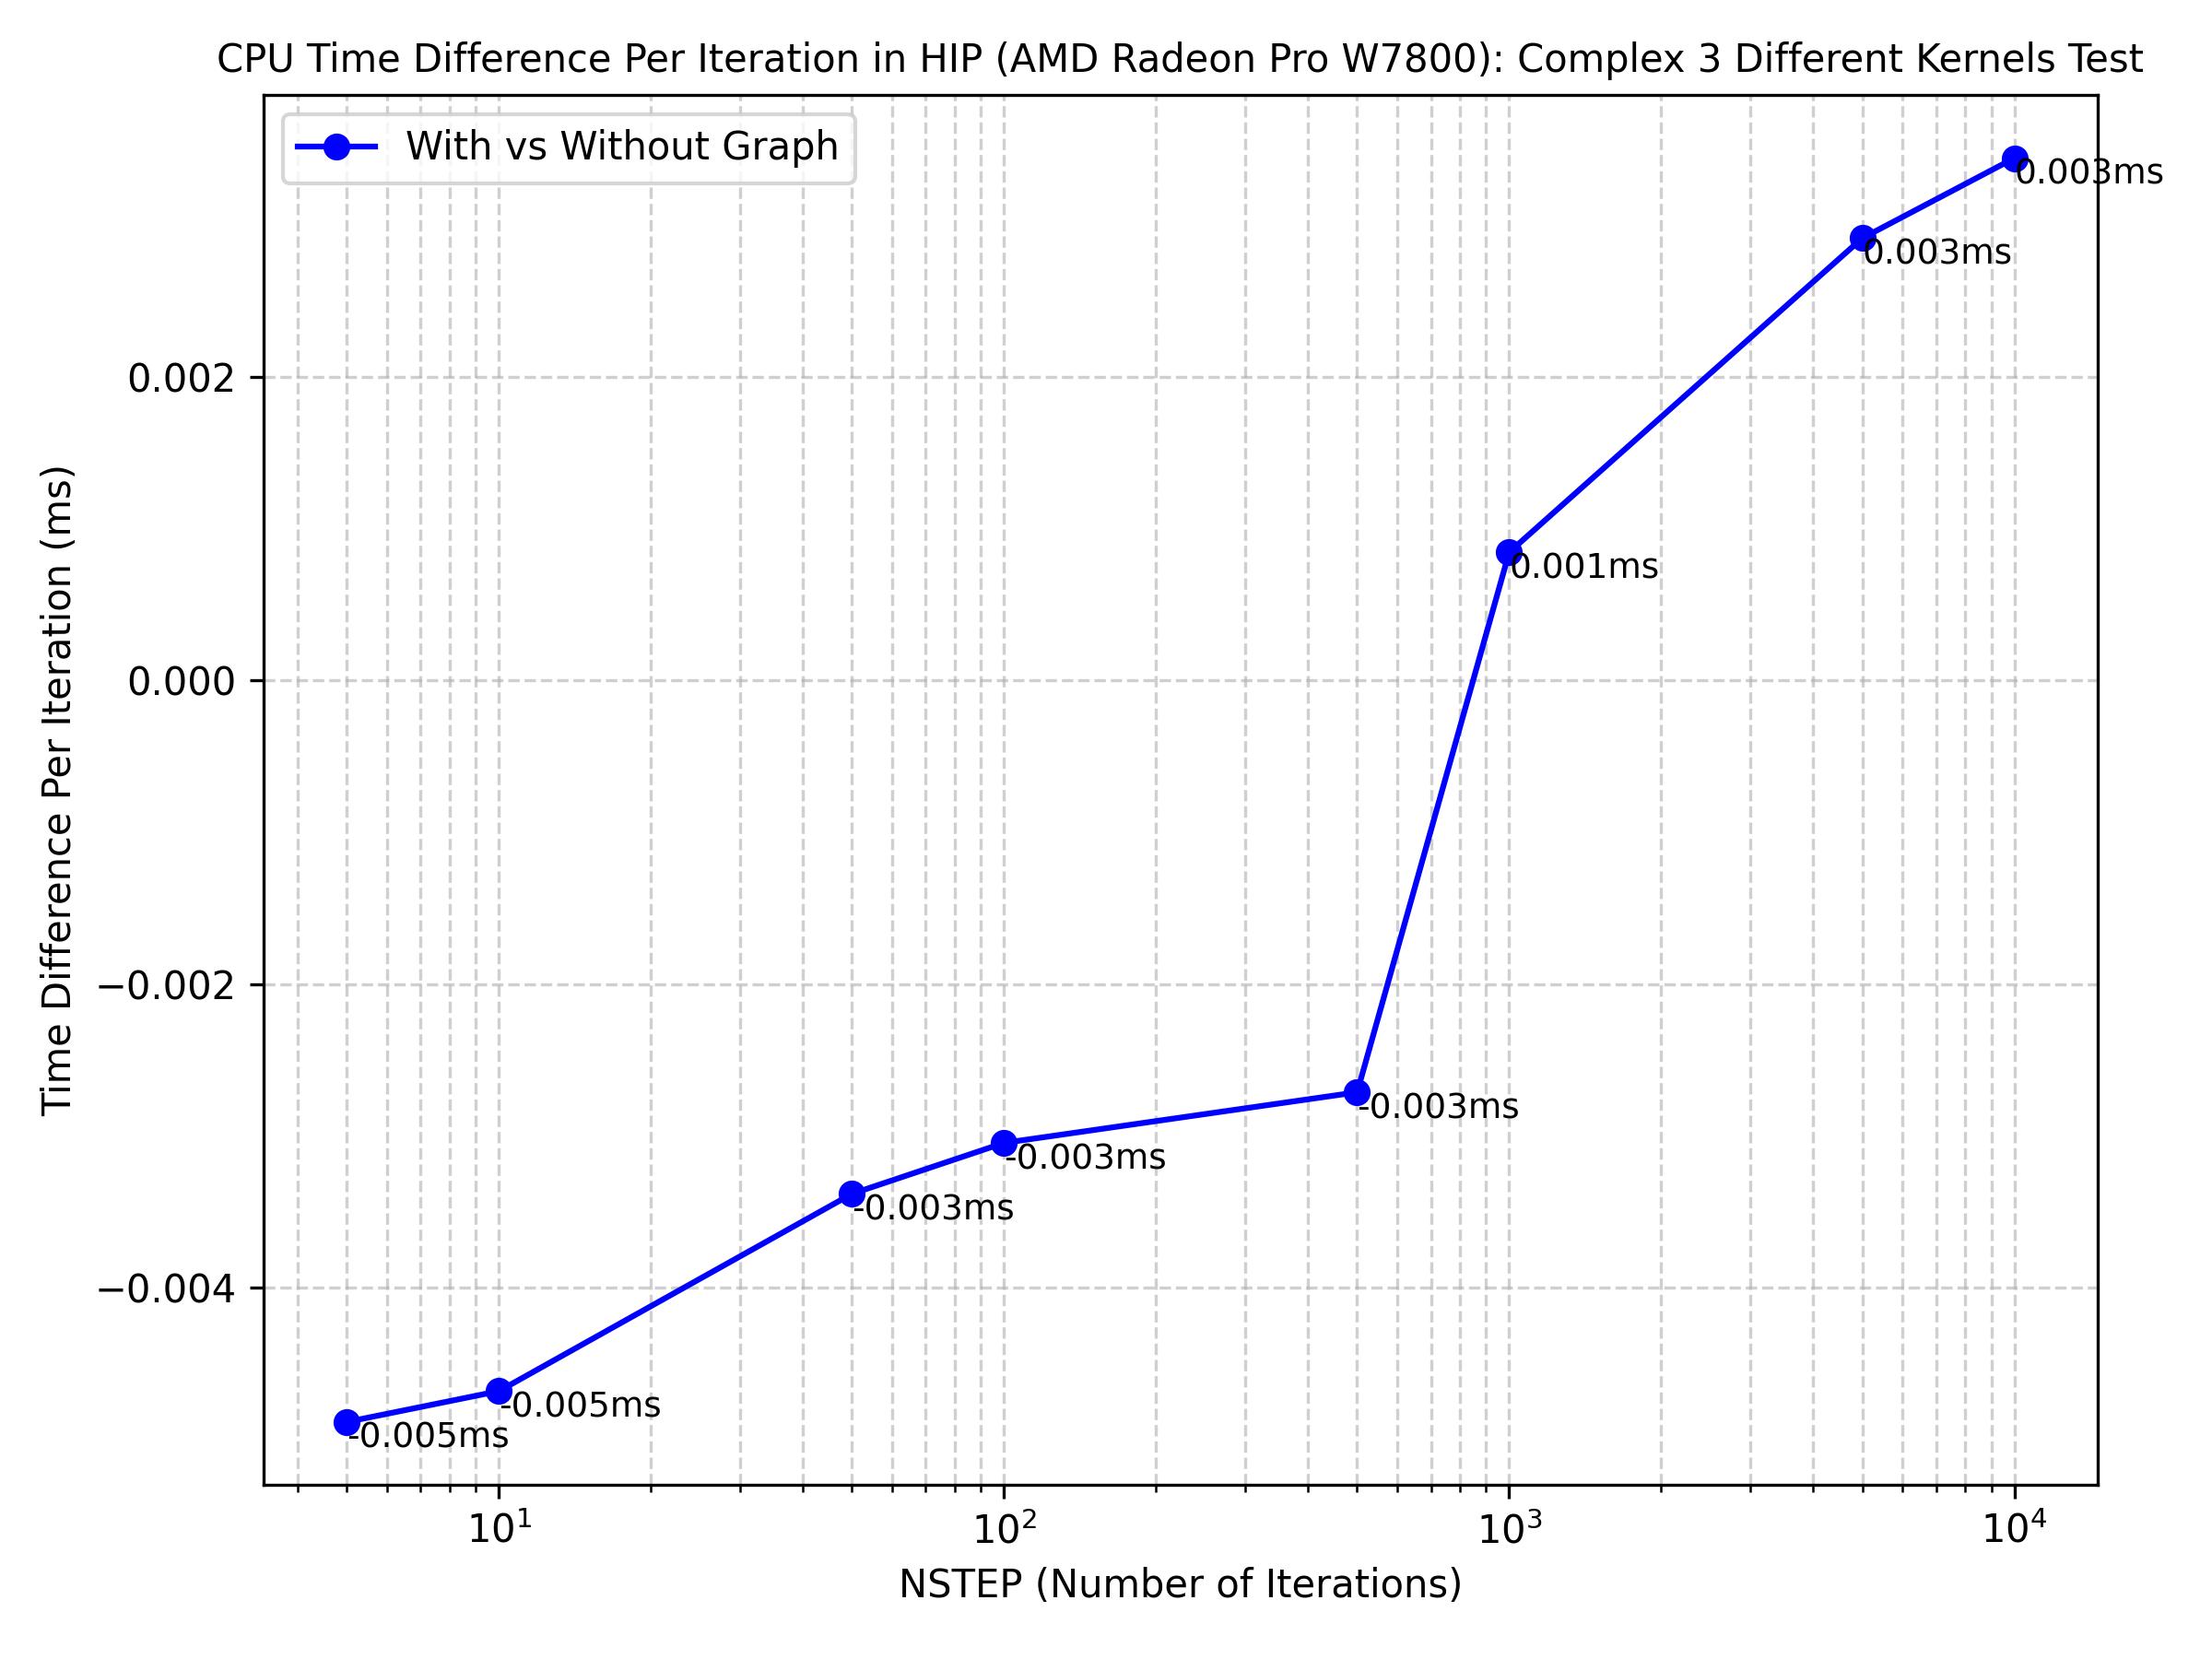 CPU Time Difference Per Iteration in HIP (AMD Radeon Pro W7800): Complex 3 Different Kernels Test
With vs Without Graph
0.003ms
0.003ms
0.002
0.001ms
0.000
Time Difference Per Iteration (ms)
−0.002
-0.003ms
-0.003ms
-0.003ms
−0.004
-0.005ms
-0.005ms
10¹ 10² 10³ 10⁴
NSTEP (Number of Iterations)